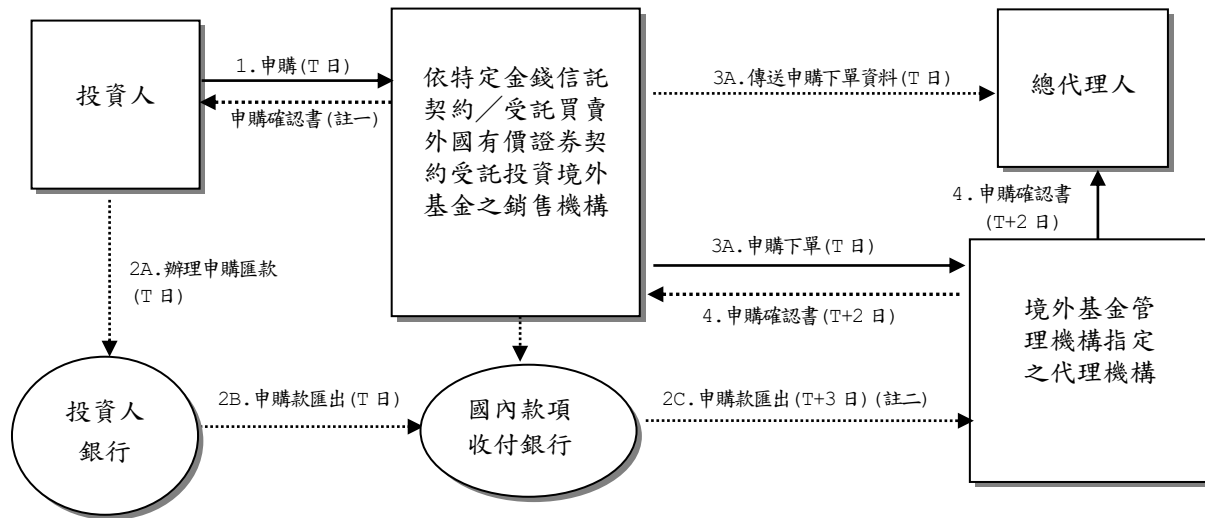 1.申購(T 日)
投資人
申購確認書(註一)
依特定金錢信託
契約╱受託買賣
外國有價證券契
約受託投資境外
基金之銷售機構
3A.傳送申購下單資料(T 日)
總代理人
4.申購確認書
(T+2 日)
2A.辦理申購匯款
(T 日)
3A.申購下單(T 日)
4.申購確認書(T+2 日)
境外基金管
理機構指定
之代理機構
投資人
銀行
2B.申購款匯出(T 日)
國內款項
收付銀行
2C.申購款匯出(T+3 日)(註二)